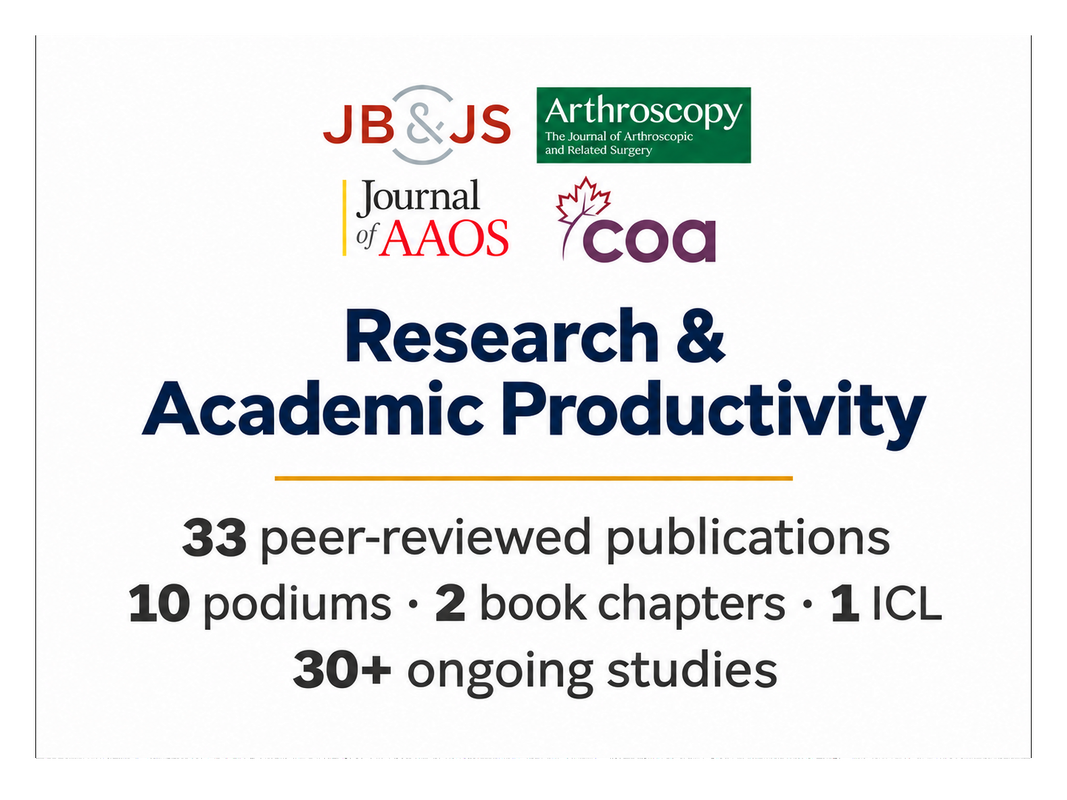 JB&JS
Arthroscopy
The Journal of Arthroscopic
and Related Surgery
Journal
of AAOS
coa
Research &
Academic Productivity
33 peer-reviewed publications
10 podiums · 2 book chapters · 1 ICL
30+ ongoing studies